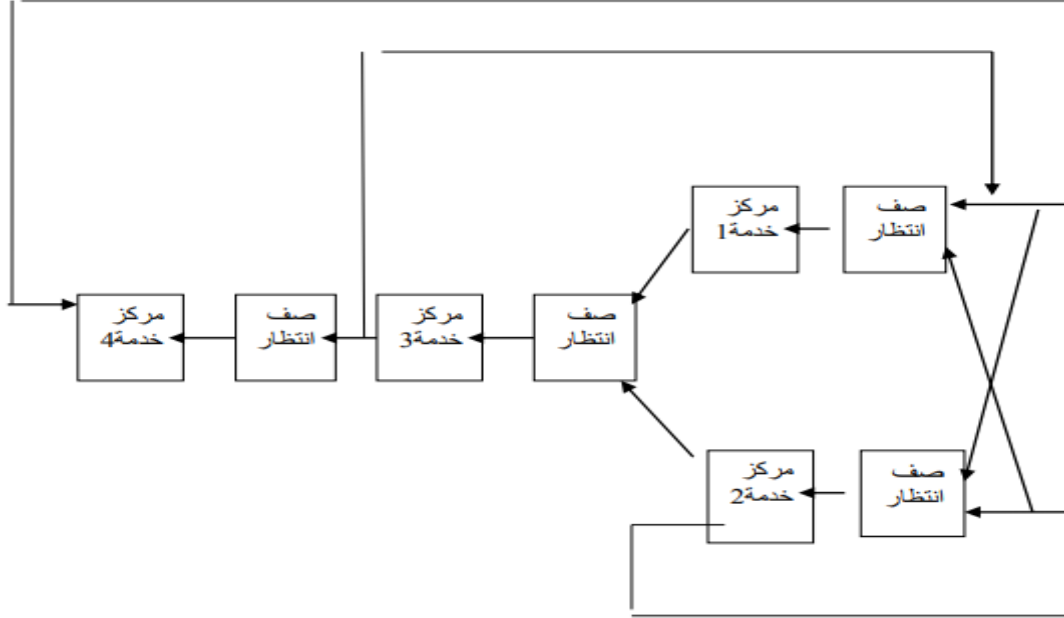 مركز
خدمة1
صف
انتظار
مركز
خدمة4
صف
انتظار
مركز
خدمة3
صف
انتظار
مركز
خدمة2
صف
انتظار